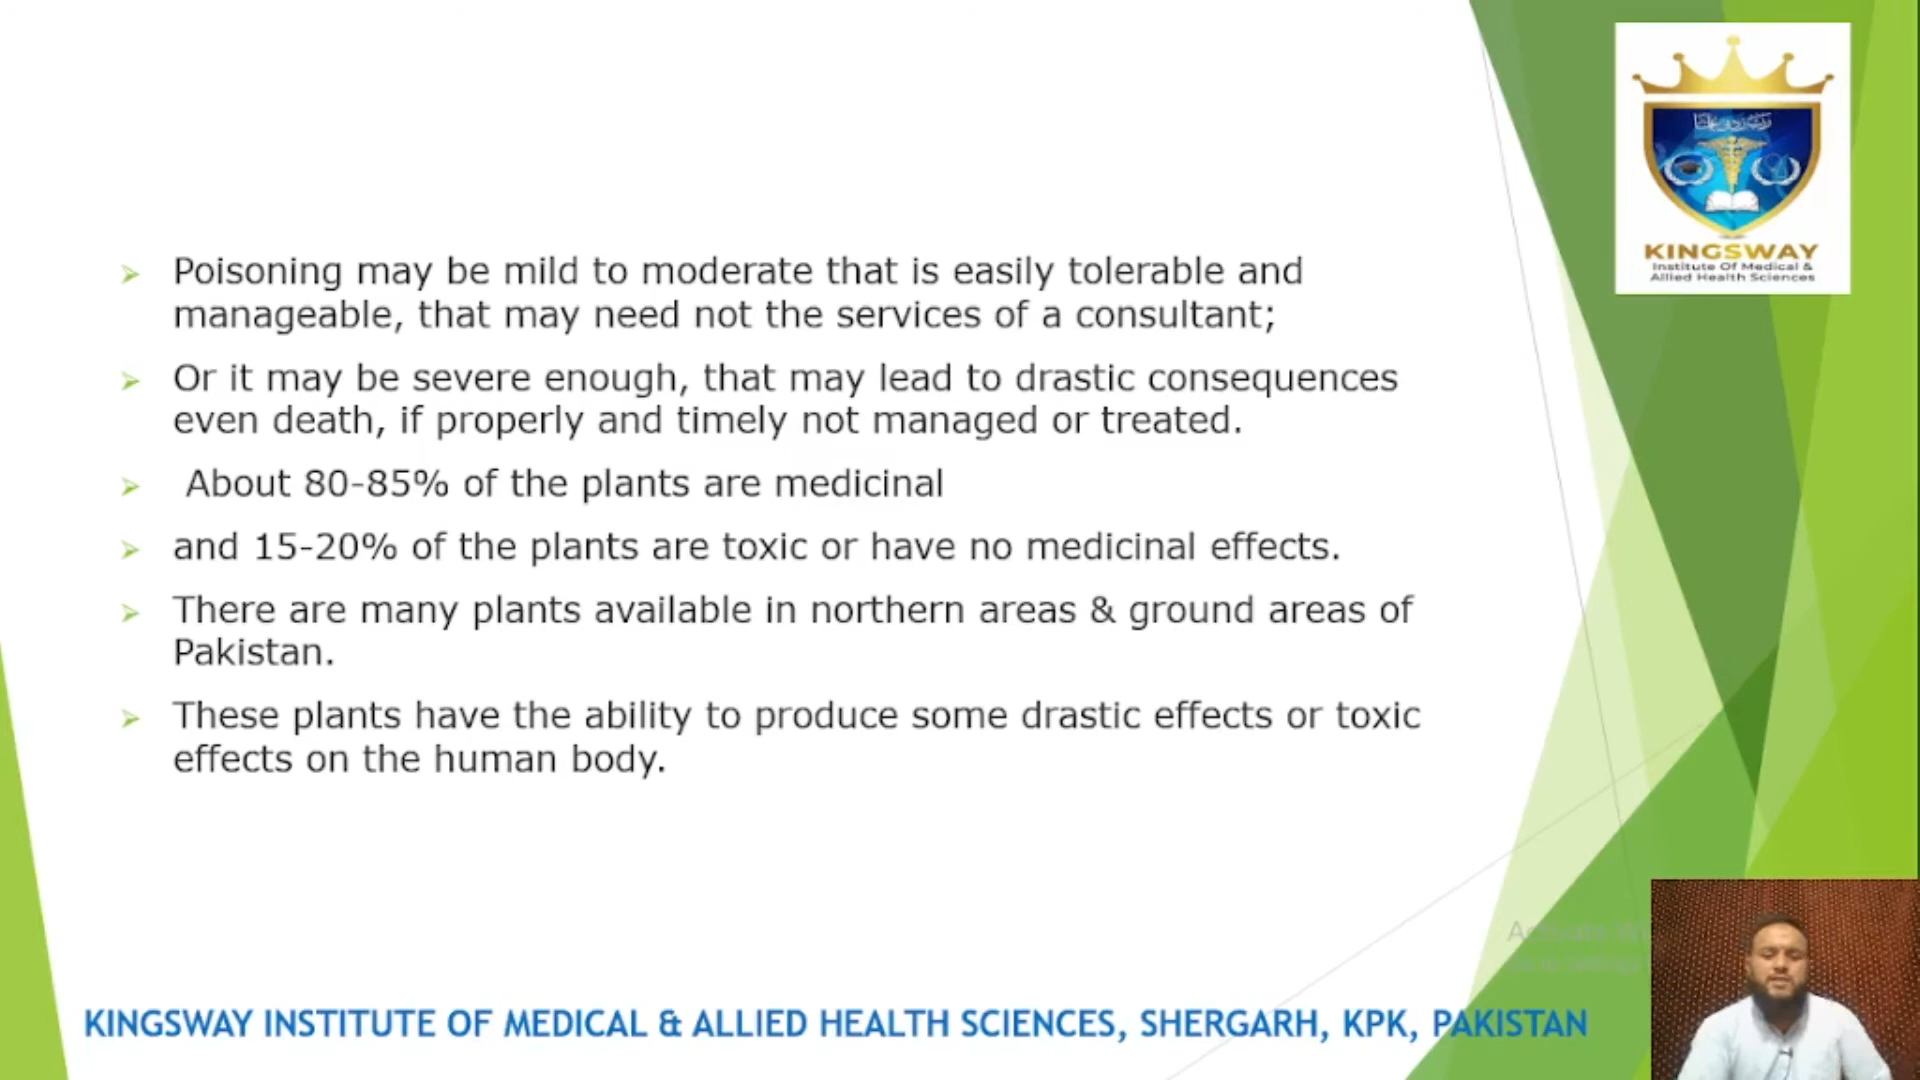 Poisoning may be mild to moderate that is easily tolerable and
manageable, that may need not the services of a consultant;
Or it may be severe enough, that may lead to drastic consequences
even death, if properly and timely not managed or treated.
About 80-85% of the plants are medicinal
and 15-20% of the plants are toxic or have no medicinal effects.
There are many plants available in northern areas & ground areas of
Pakistan.
These plants have the ability to produce some drastic effects or toxic
effects on the human body.
KINGSWAY
Institute Of Medical &
Allied Health Sciences
KINGSWAY INSTITUTE OF MEDICAL & ALLIED HEALTH SCIENCES, SHERGARH, KPK, PAKISTAN